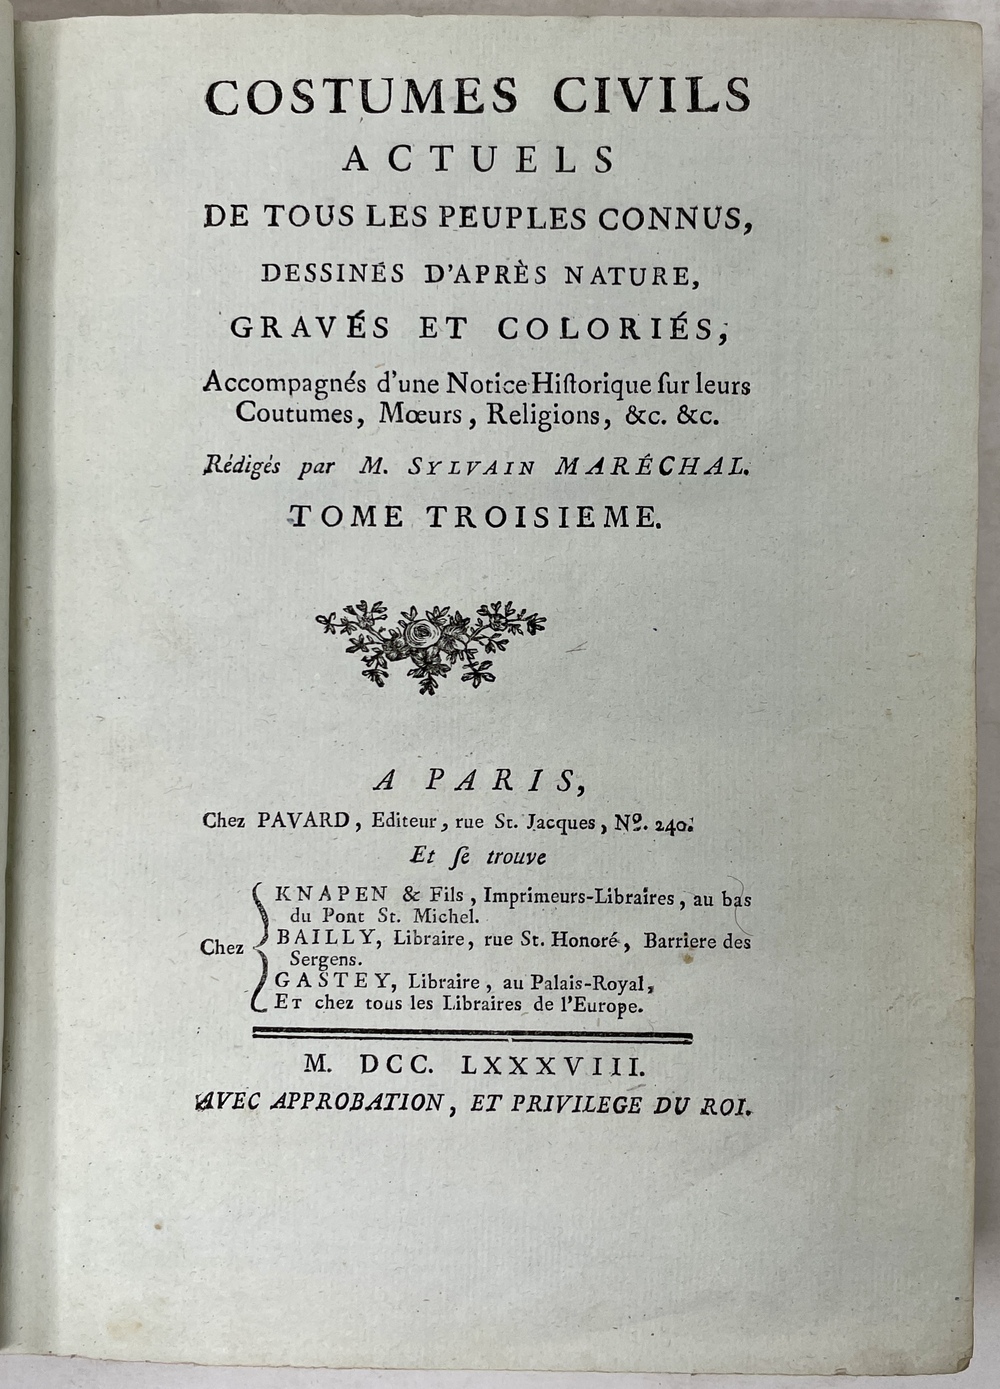 COSTUMES CIVILS
ACTUELS
DE TOUS LES PEUPLES CONNUS,
DESSINÉS D'APRÈS NATURE,
GRAVÉS ET COLORIÉS,
Accompagnés d'une Notice Hiſtorique ſur leurs
Coutumes, Mœurs, Religions, &c. &c.
Rédigés par M. SYLVAIN MARÉCHAL.
TOME TROISIEME.
A PARIS,
Chez PAVARD, Editeur, rue St. Jacques, Nº. 240.
Et ſe trouve
Chez
KNAPEN & Fils, Imprimeurs-Libraires, au bas
du Pont St. Michel.
BAILLY, Libraire, rue St. Honoré, Barriere des
Sergens.
GASTEY, Libraire, au Palais-Royal,
ET chez tous les Libraires de l'Europe.
M. DCC. LXXXVIII.
AVEC APPROBATION, ET PRIVILEGE DU ROI.